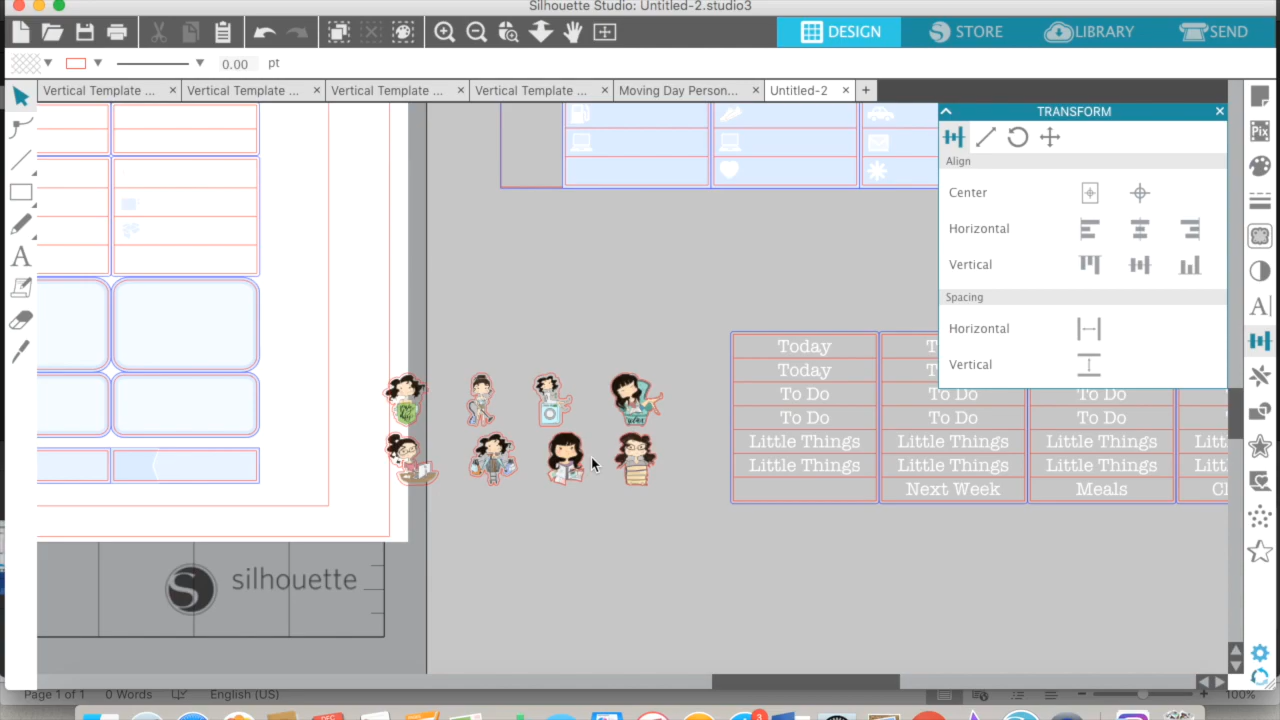 Silhouette Studio: Untitled-2.studio3
DESIGN
STORE
LIBRARY
SEND
0.00 pt
Vertical Template ...
Vertical Template ...
Vertical Template ...
Vertical Template ...
Moving Day Person...
Untitled-2
TRANSFORM
Align
Center
Horizontal
Vertical
Spacing
Horizontal
Vertical
Pix
Today
Today
To Do To Do To Do
To Do To Do To Do
Little Things Little Things Little Things
Little Things Little Things Little Things
Next Week Meals
silhouette
Page 1 of 1 0 Words English (US) 100%
3